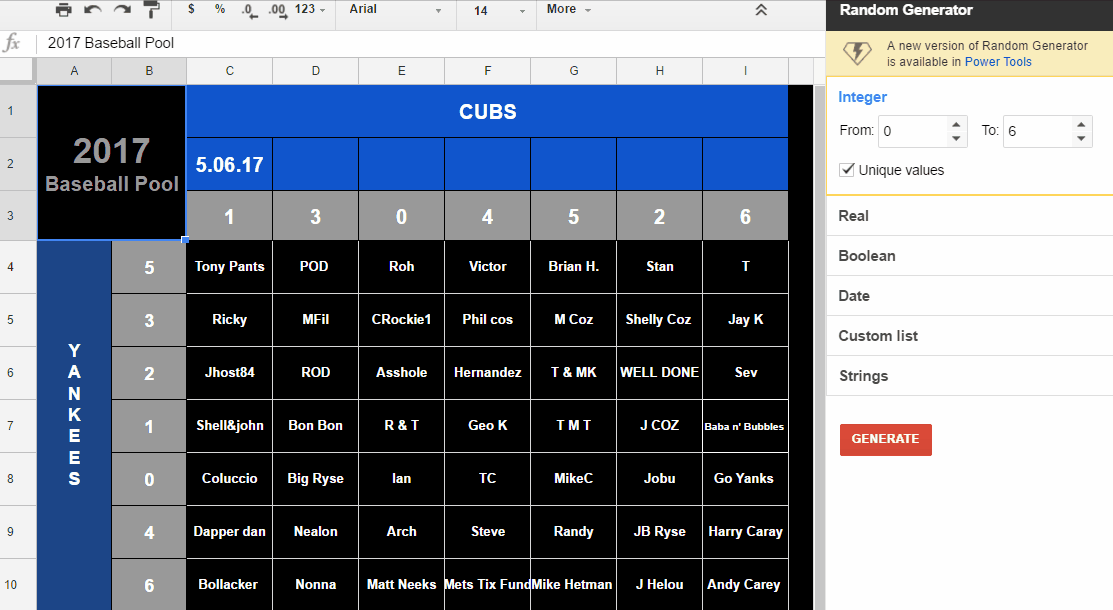 $ % .0 .00 123 Arial 14 More
Random Generator
fx 2017 Baseball Pool
A new version of Random Generator
is available in Power Tools
A B C D E F G H I
Integer
From: 0 To: 6
Unique values
Real
Boolean
Date
Custom list
Strings
GENERATE
1 CUBS
2017
Baseball Pool
2 5.06.17
3 1 3 0 4 5 2 6
YANKEES
4 5 Tony Pants POD Roh Victor Brian H. Stan T
5 3 Ricky MFil CRockie1 Phil cos M Coz Shelly Coz Jay K
6 2 Jhost84 ROD Asshole Hernandez T & MK WELL DONE Sev
7 1 Shell&john Bon Bon R & T Geo K T M T J COZ Baba n' Bubbles
8 0 Coluccio Big Ryse Ian TC MikeC Jobu Go Yanks
9 4 Dapper dan Nealon Arch Steve Randy JB Ryse Harry Caray
10 6 Bollacker Nonna Matt Neeks Mets Tix Fund Mike Hetman J Helou Andy Carey